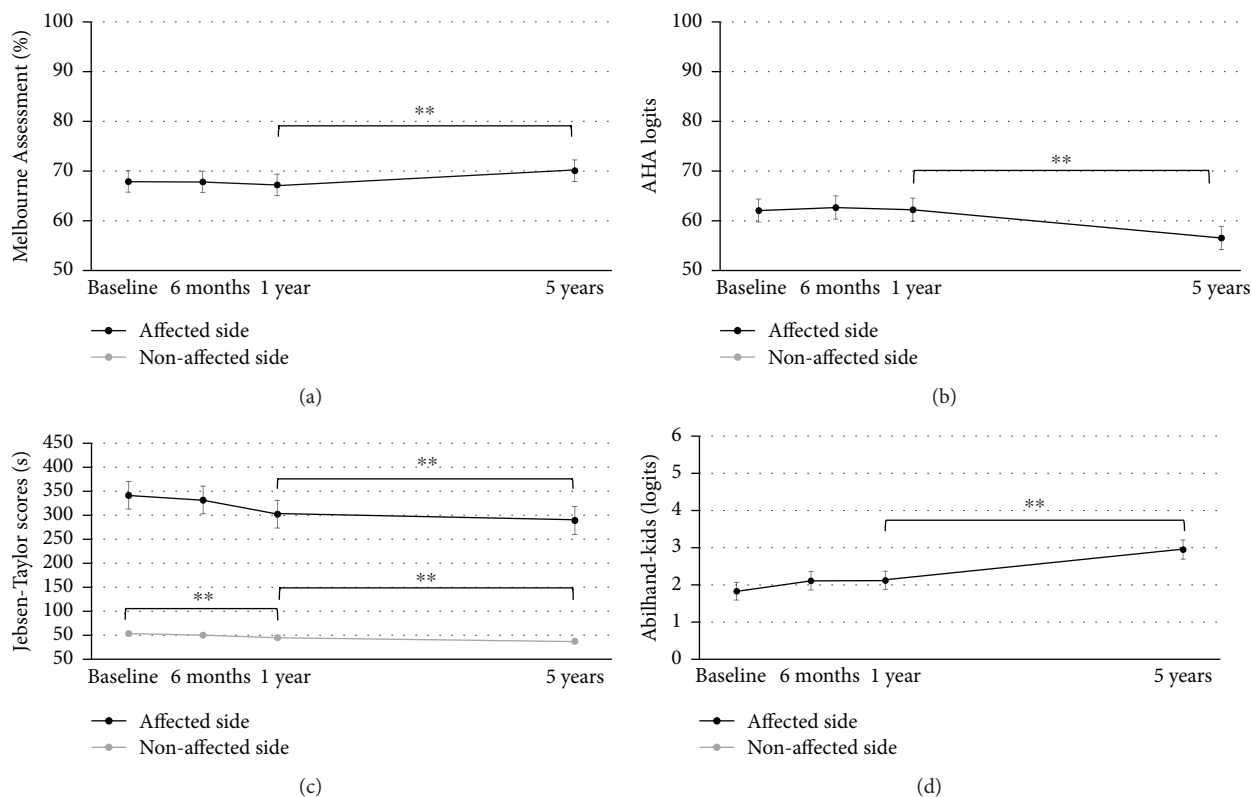 Melbourne Assessment (%)
100
90
80
70
60
50
**
Baseline 6 months 1 year 5 years
Affected side
Non-affected side
(a)
AHA logits
100
90
80
70
60
50
**
Baseline 6 months 1 year 5 years
Affected side
Non-affected side
(b)
Jebsen-Taylor scores (s)
450
400
350
300
250
200
150
100
50
50
**
**
**
Baseline 6 months 1 year 5 years
Affected side
Non-affected side
(c)
Abilhand-kids (logits)
6
5
4
3
2
1
0
**
Baseline 6 months 1 year 5 years
Affected side
Non-affected side
(d)